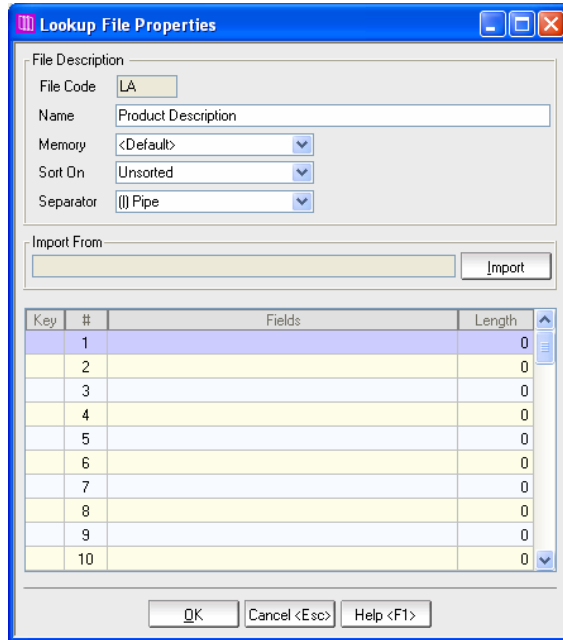 Lookup File Properties
File Description
File Code LA
Name Product Description
Memory <Default>
Sort On Unsorted
Separator (|) Pipe
Import From
Import
Key # Fields Length
1 0
2 0
3 0
4 0
5 0
6 0
7 0
8 0
9 0
10 0
OK Cancel <Esc> Help <F1>